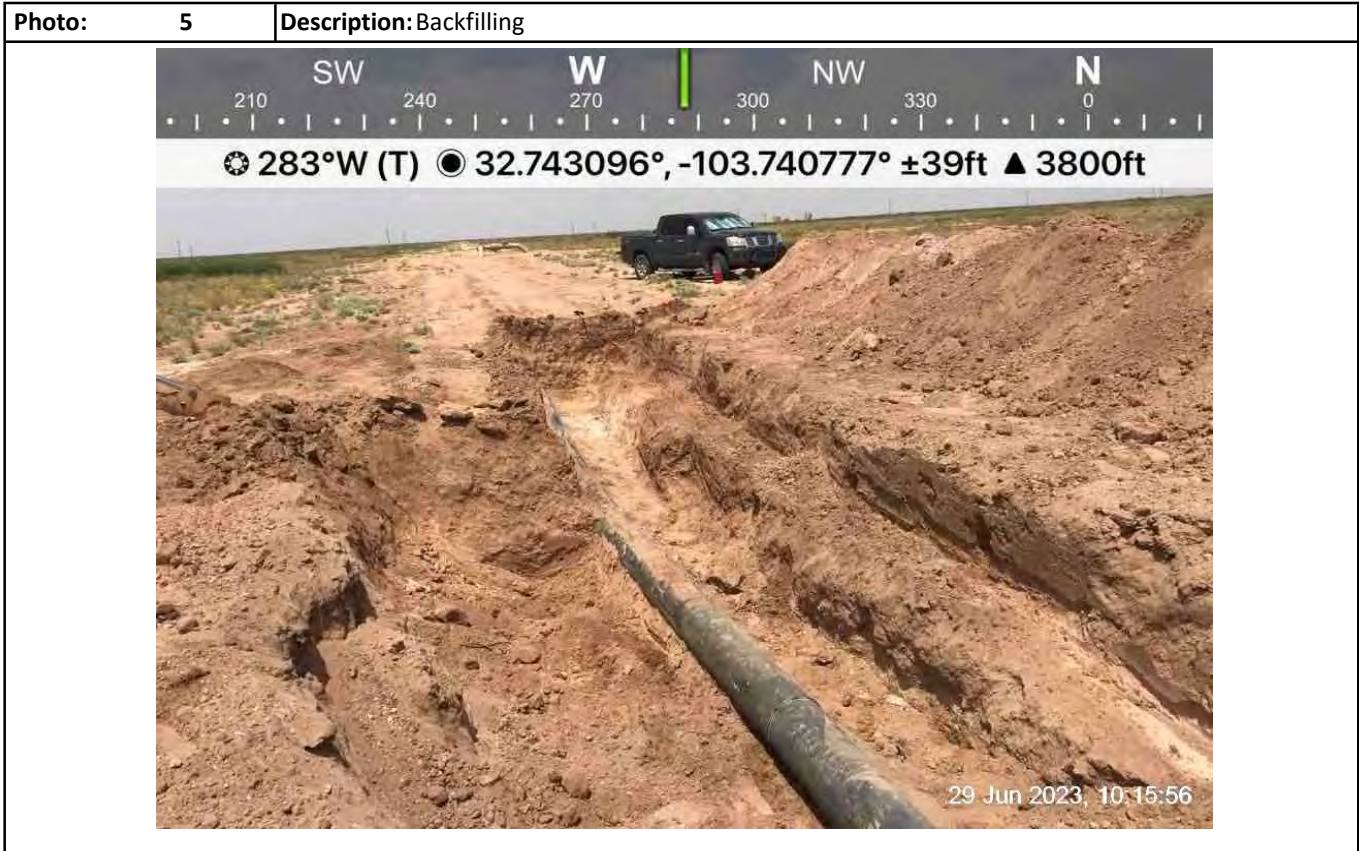 Photo: 5 Description: Backfilling
SW W NW N
210 240 270 300 330 0
283°W (T) 32.743096°, -103.740777° ±39ft ▲ 3800ft
29 Jun 2023, 10:15:56